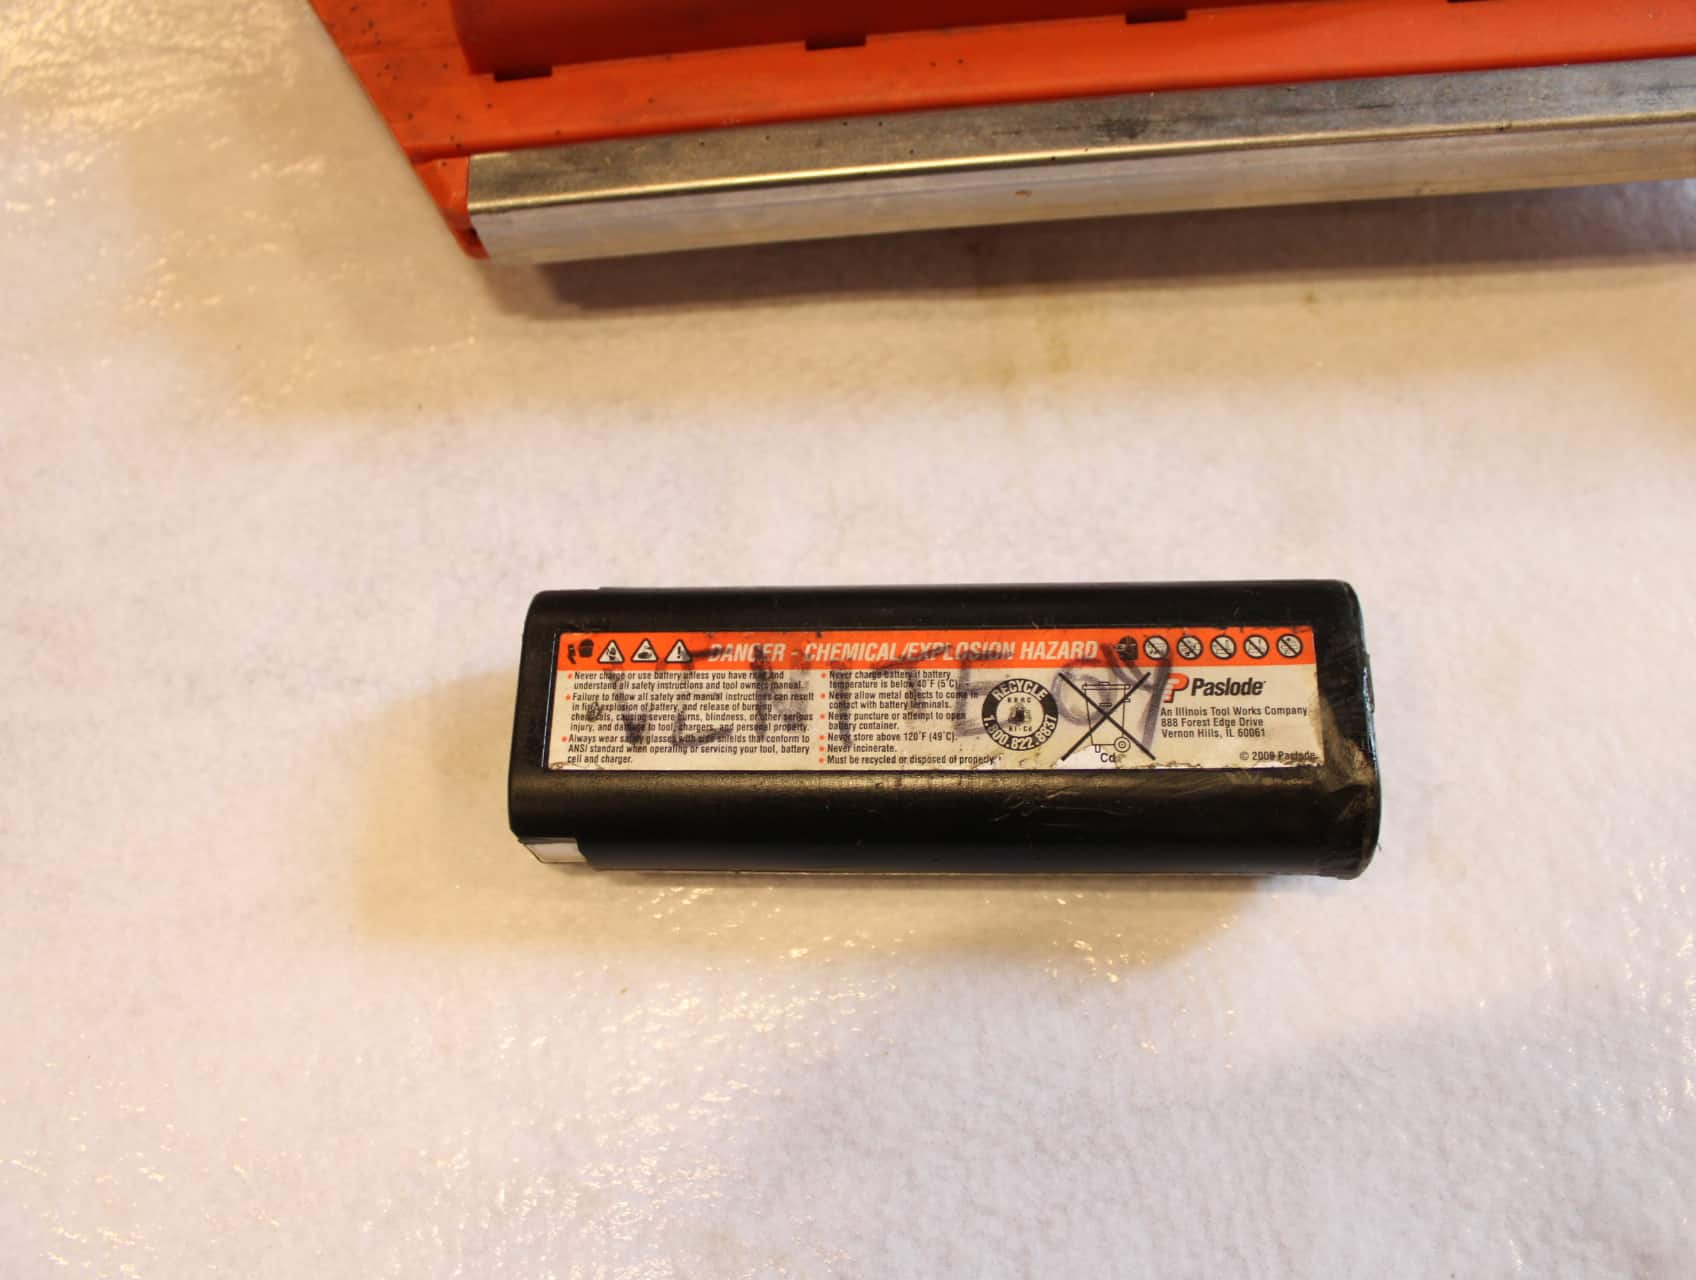 DANGER - CHEMICAL/EXPLOSION HAZARD
* Never charge or use battery unless you have read and
understand all safety instructions and tool owners manual.
* Failure to follow all safety and manual instructions can result
in fire, explosion of battery, and release of burning
chemicals, causing severe burns, blindness, or other serious
injury, and damage to tool, chargers, and personal property.
* Always wear safety glasses with side shields that conform to
ANSI standard when operating or servicing your tool, battery
cell and charger.
* Never charge battery if battery
temperature is below 40°F (5°C).
* Never allow metal objects to come in
contact with battery terminals.
* Never puncture or attempt to open
battery container.
* Never store above 120°F (49°C).
* Never incinerate.
* Must be recycled or disposed of properly.
RECYCLE
RBRC
Ni-Cd
1.800.822.8837
Cd
Paslode
An Illinois Tool Works Company
888 Forest Edge Drive
Vernon Hills, IL 60061
© 2009 Paslode